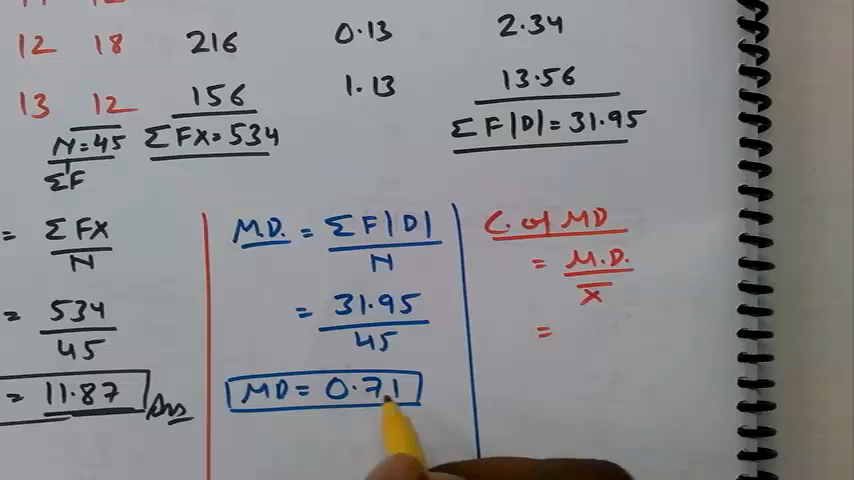 12 18 216 0.13 2.34
13 12 156 1.13 13.56
N=45 ΣFX=534 ΣF|D|=31.95
ΣF
= ΣFX
N
= 534
45
= 11.87 Ans
M.D. = ΣF|D|
N
= 31.95
45
MD = 0.71
C. of MD
= M.D.
X̄
=